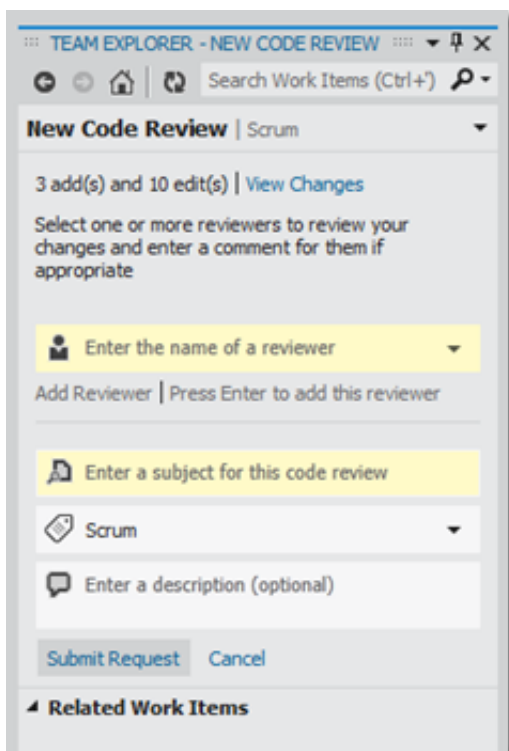 TEAM EXPLORER - NEW CODE REVIEW
Search Work Items (Ctrl+')
New Code Review | Scrum
3 add(s) and 10 edit(s) | View Changes
Select one or more reviewers to review your
changes and enter a comment for them if
appropriate
Enter the name of a reviewer
Add Reviewer | Press Enter to add this reviewer
Enter a subject for this code review
Scrum
Enter a description (optional)
Submit Request Cancel
Related Work Items